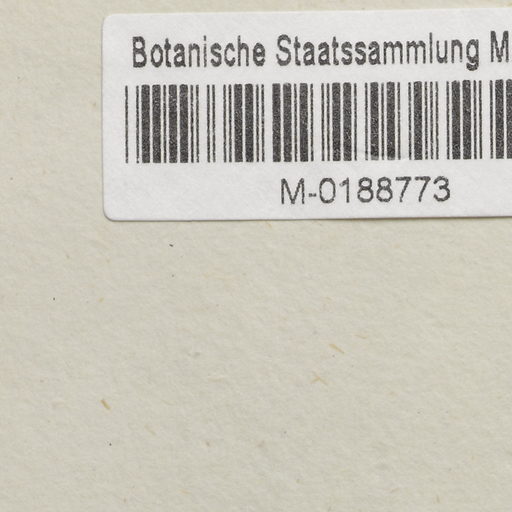 Botanische Staatssammlung M
M-0188773